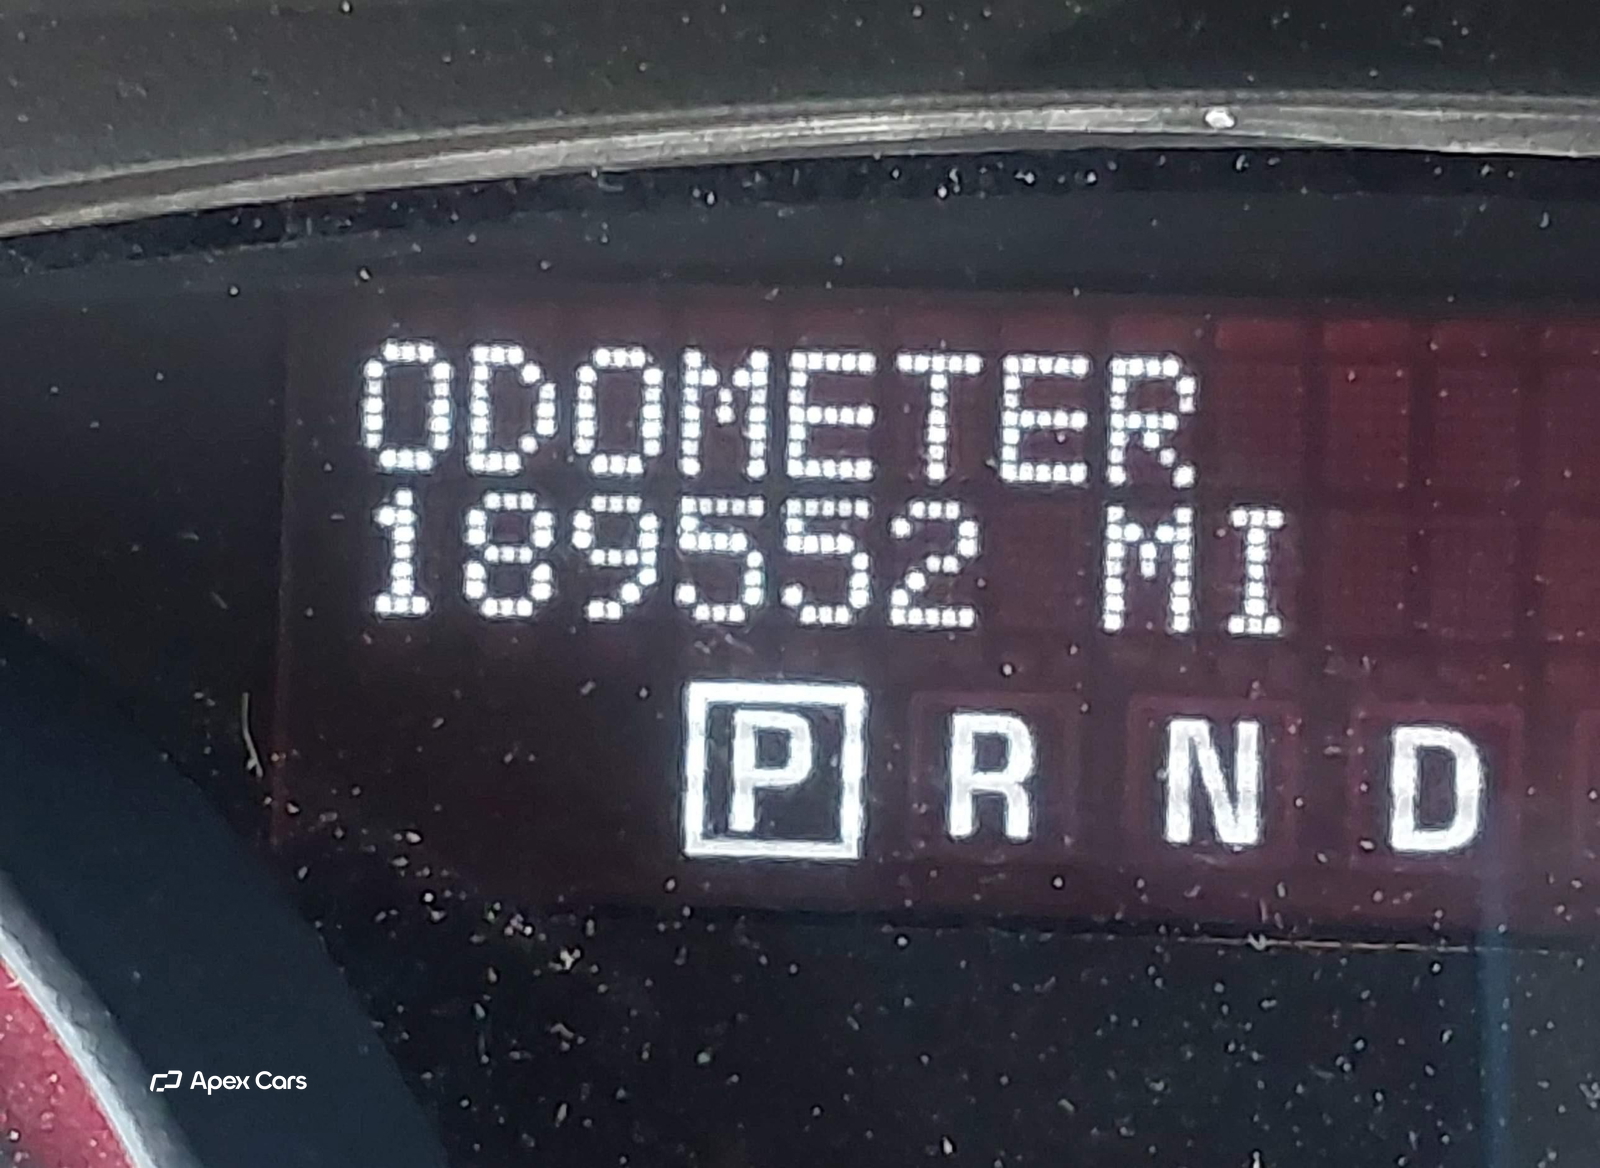 ODOMETER
189552 MI
P R N D
Apex Cars